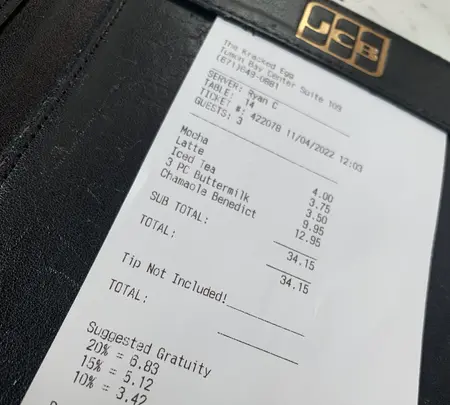 JCB
The Kracked Egg
Tumon Bay Center Suite 109
(671)648-0881
SERVER: Ryan C
TABLE: 14
TICKET #: 422078 11/04/2022 12:03
GUESTS: 3
Mocha 4.00
Latte 3.75
Iced Tea 3.50
3 PC Buttermilk 9.95
Chamaole Benedict 12.95
SUB TOTAL: 34.15
TOTAL: 34.15
Tip Not Included!
TOTAL:
Suggested Gratuity
20% = 6.83
15% = 5.12
10% = 3.42